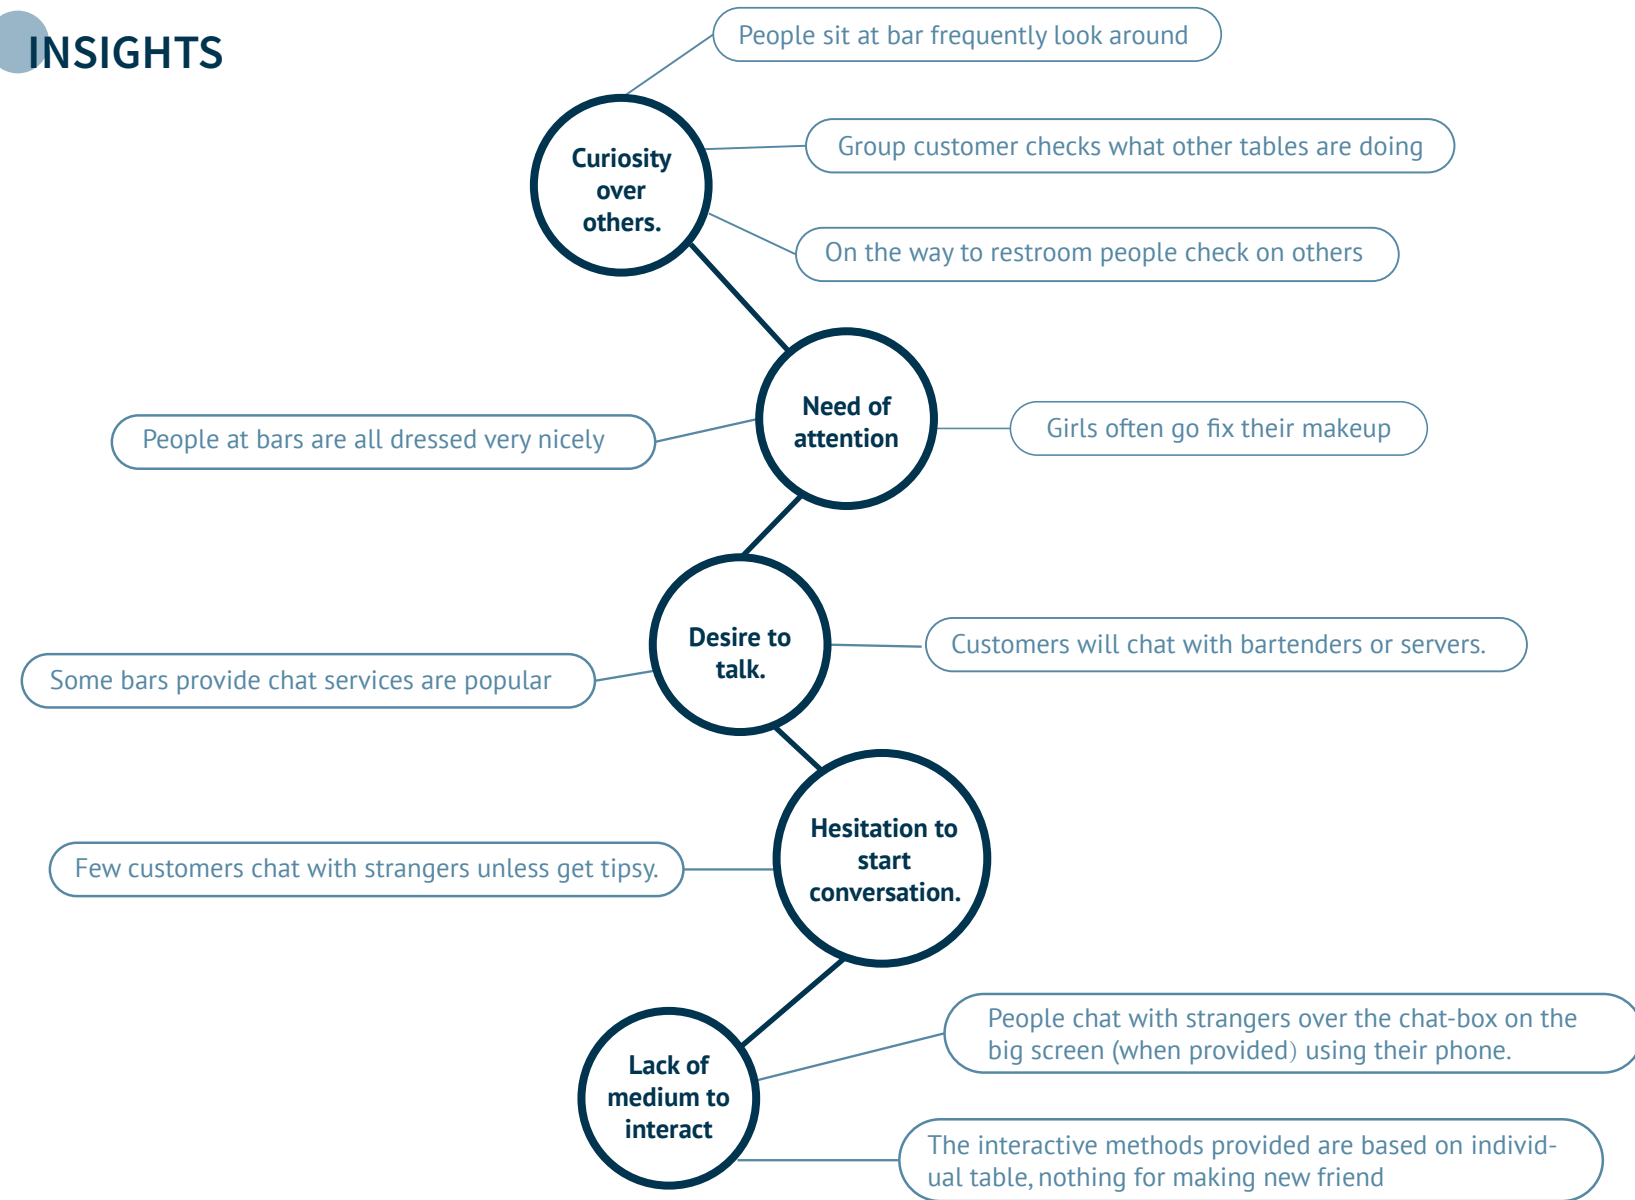 INSIGHTS
People sit at bar frequently look around
Curiosity
over
others.
Group customer checks what other tables are doing
On the way to restroom people check on others
Need of
attention
People at bars are all dressed very nicely
Girls often go fix their makeup
Desire to
talk.
Customers will chat with bartenders or servers.
Some bars provide chat services are popular
Hesitation to
start
conversation.
Few customers chat with strangers unless get tipsy.
Lack of
medium to
interact
People chat with strangers over the chat-box on the
big screen (when provided) using their phone.
The interactive methods provided are based on individ-
ual table, nothing for making new friend